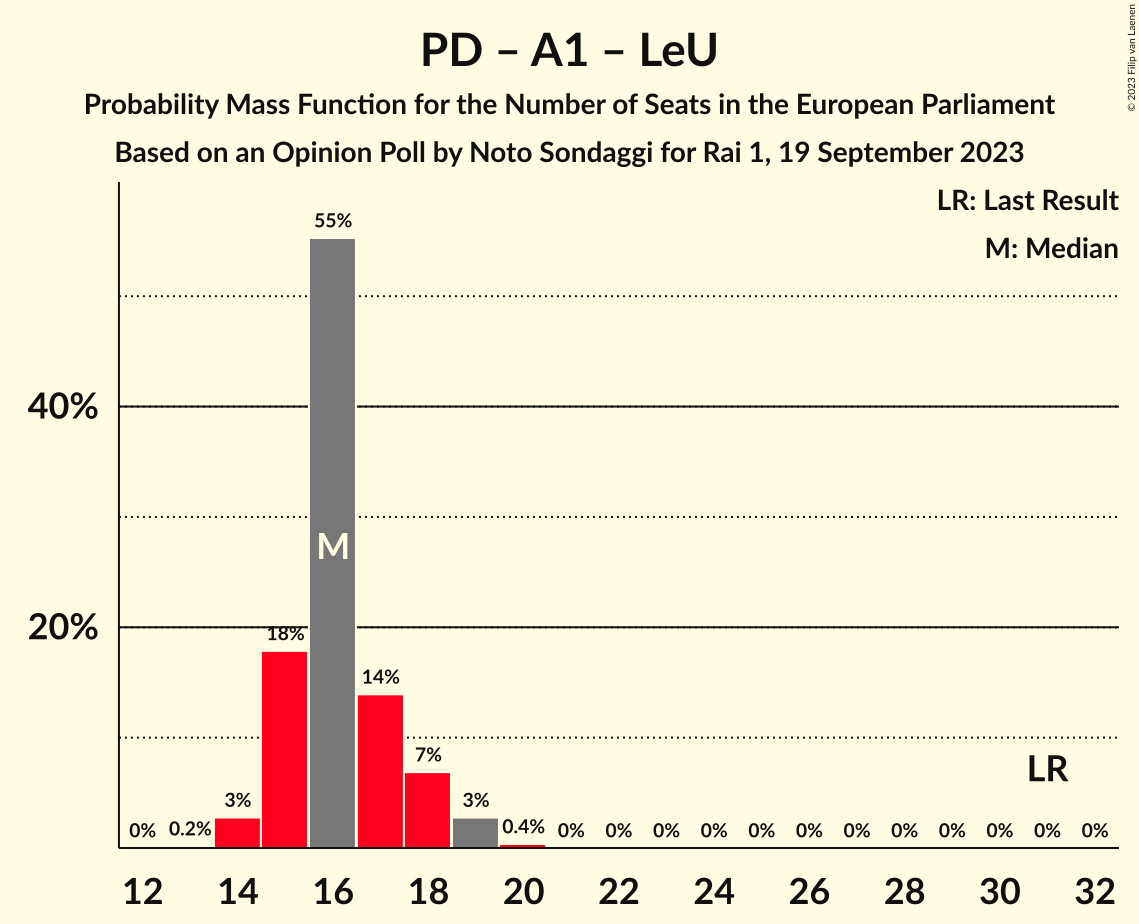 © 2023 Filip van Laenen
PD – A1 – LeU
Probability Mass Function for the Number of Seats in the European Parliament
Based on an Opinion Poll by Noto Sondaggi for Rai 1, 19 September 2023
LR: Last Result
M: Median
55%
40%
M
20%
18%
14%
7%
LR
3%
3%
0% 0.2% 0.4% 0% 0% 0% 0% 0% 0% 0% 0% 0% 0% 0% 0%
12 14 16 18 20 22 24 26 28 30 32